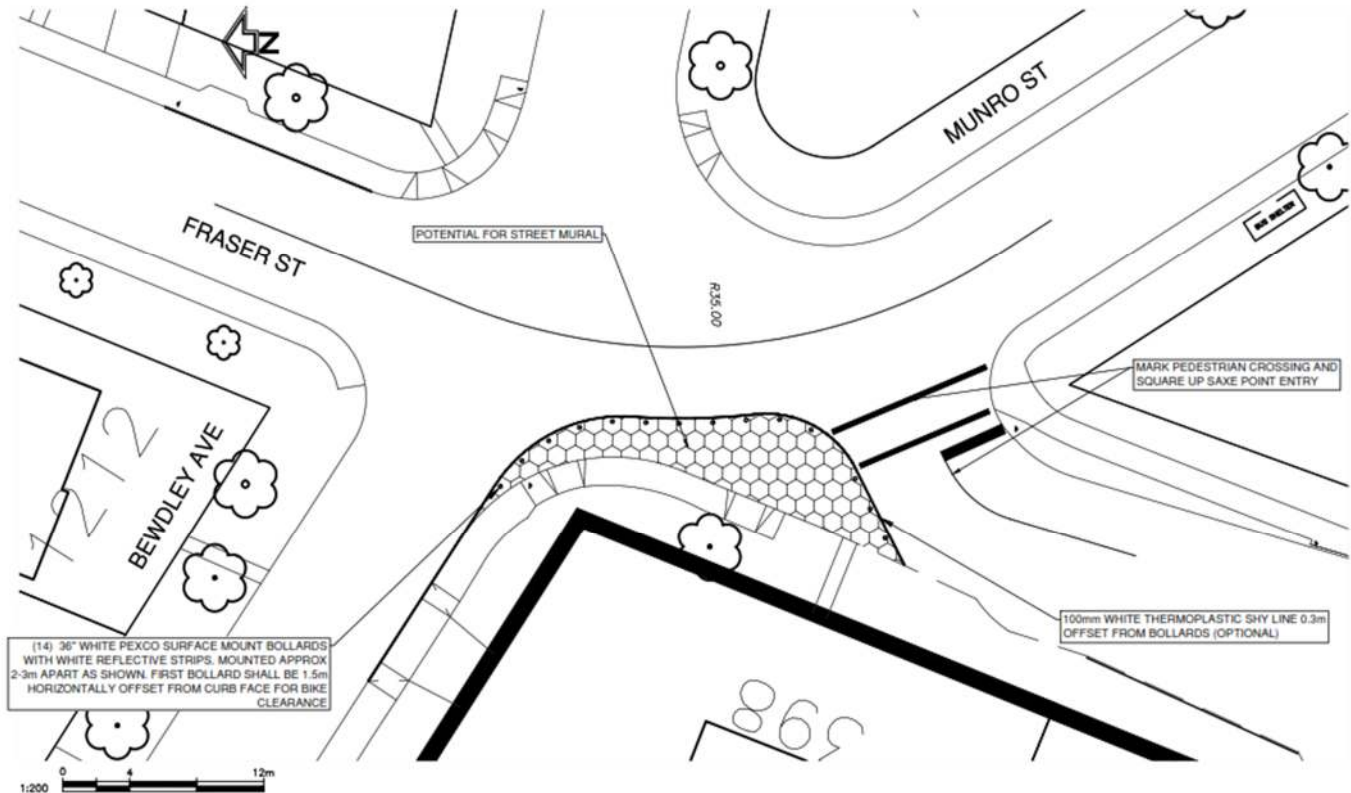 N
MUNRO ST
FRASER ST
POTENTIAL FOR STREET MURAL
BUS SHELTER
R35.00
MARK PEDESTRIAN CROSSING AND
SQUARE UP SAXE POINT ENTRY
1212
BEWDLEY AVE
(14) 36" WHITE PEXCO SURFACE MOUNT BOLLARDS
WITH WHITE REFLECTIVE STRIPS, MOUNTED APPROX
2-3m APART AS SHOWN. FIRST BOLLARD SHALL BE 1.5m
HORIZONTALLY OFFSET FROM CURB FACE FOR BIKE
CLEARANCE
100mm WHITE THERMOPLASTIC SHY LINE 0.3m
OFFSET FROM BOLLARDS (OPTIONAL)
1:200
0 4 12m